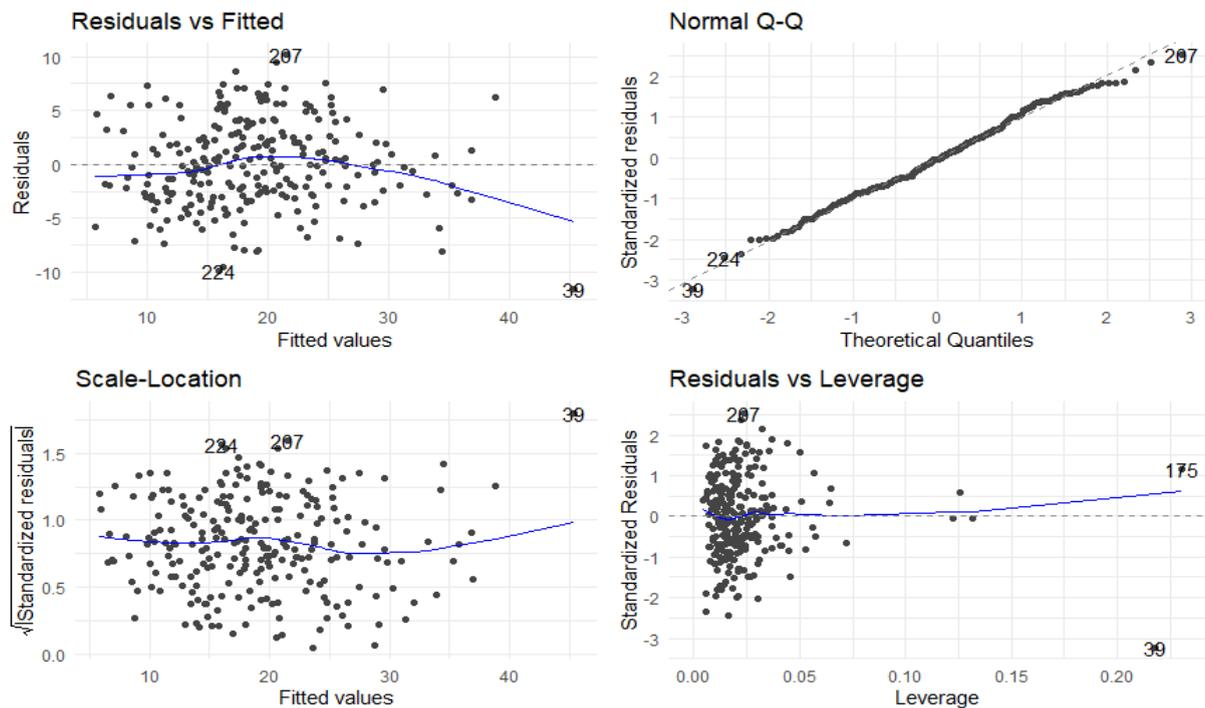 Residuals vs Fitted
Residuals
10
5
0
-5
-10
207
224
39
10 20 30 40
Fitted values
Normal Q-Q
Standardized residuals
2
1
0
-1
-2
-3
207
224
39
-3 -2 -1 0 1 2 3
Theoretical Quantiles
Scale-Location
√|Standardized residuals|
1.5
1.0
0.5
0.0
39
224
207
10 20 30 40
Fitted values
Residuals vs Leverage
Standardized Residuals
2
1
0
-1
-2
-3
207
175
39
0.00 0.05 0.10 0.15 0.20
Leverage